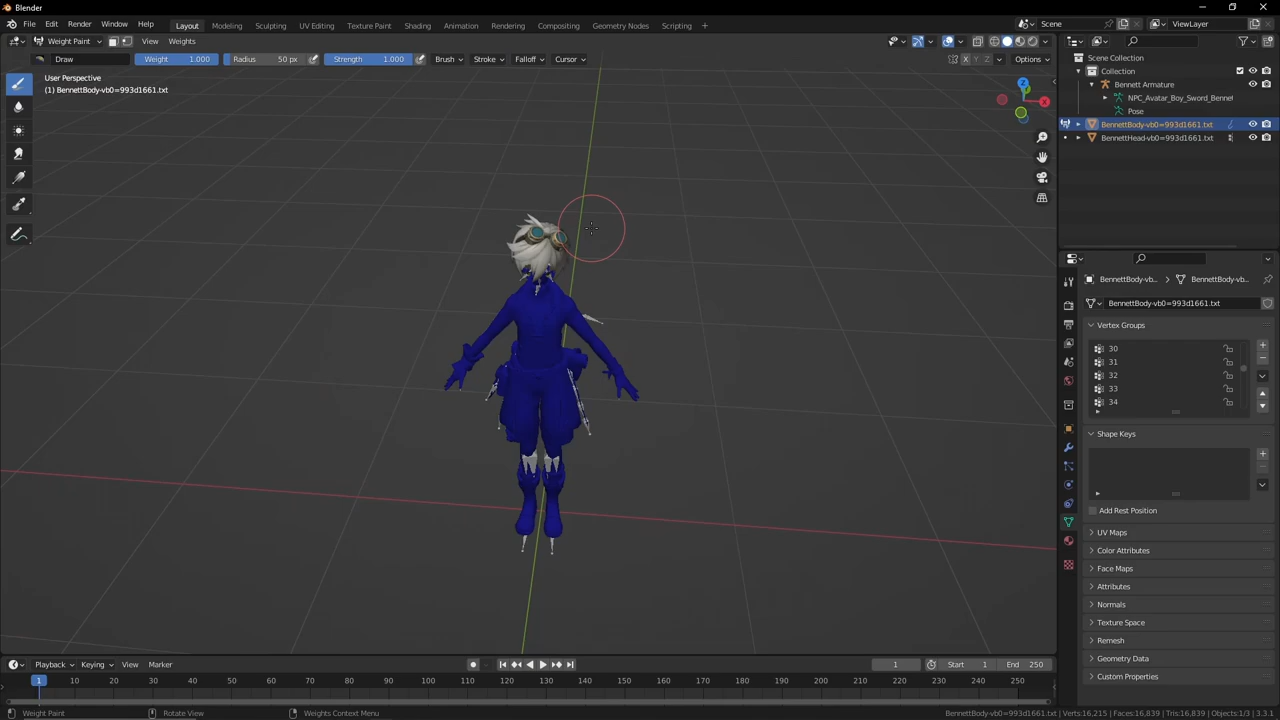 Blender
File Edit Render Window Help Layout Modeling Sculpting UV Editing Texture Paint Shading Animation Rendering Compositing Geometry Nodes Scripting + Scene ViewLayer
Weight Paint View Weights
Draw Weight 1.000 Radius 50 px Strength 1.000 Brush Stroke Falloff Cursor X Y Z Options
User Perspective
(1) BennettBody-vb0=993d1661.txt
X
Scene Collection
Collection
Bennett Armature
NPC_Avatar_Boy_Sword_Bennet
Pose
BennettBody-vb0=993d1661.txt
BennettHead-vb0=993d1661.txt
BennettBody-vb0... BennettBody-vb0...
BennettBody-vb0=993d1661.txt
Vertex Groups
30
31
32
33
34
Shape Keys
Add Rest Position
UV Maps
Color Attributes
Face Maps
Attributes
Normals
Texture Space
Remesh
Geometry Data
Custom Properties
Playback Keying View Marker 1 Start 1 End 250
1 10 20 30 40 50 60 70 80 90 100 110 120 130 140 150 160 170 180 190 200 210 220 230 240 250
Weight Paint Rotate View Weights Context Menu BennettBody-vb0=993d1661.txt | Verts:16,215 | Faces:16,839 | Tris:16,839 | Objects:1/3 | 3.3.1